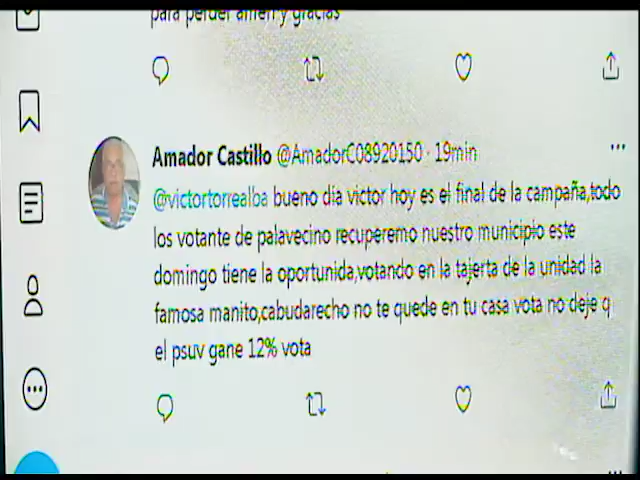 para perder amen y gracias
Amador Castillo @AmadorC08920150 · 19min
@victortorrealba bueno día victor hoy es el final de la campaña,todo
los votante de palavecino recuperemo nuestro municipio este
domingo tiene la oportunida,votando en la tajerta de la unidad la
famosa manito,cabudarecho no te quede en tu casa vota no deje q
el psuv gane 12% vota